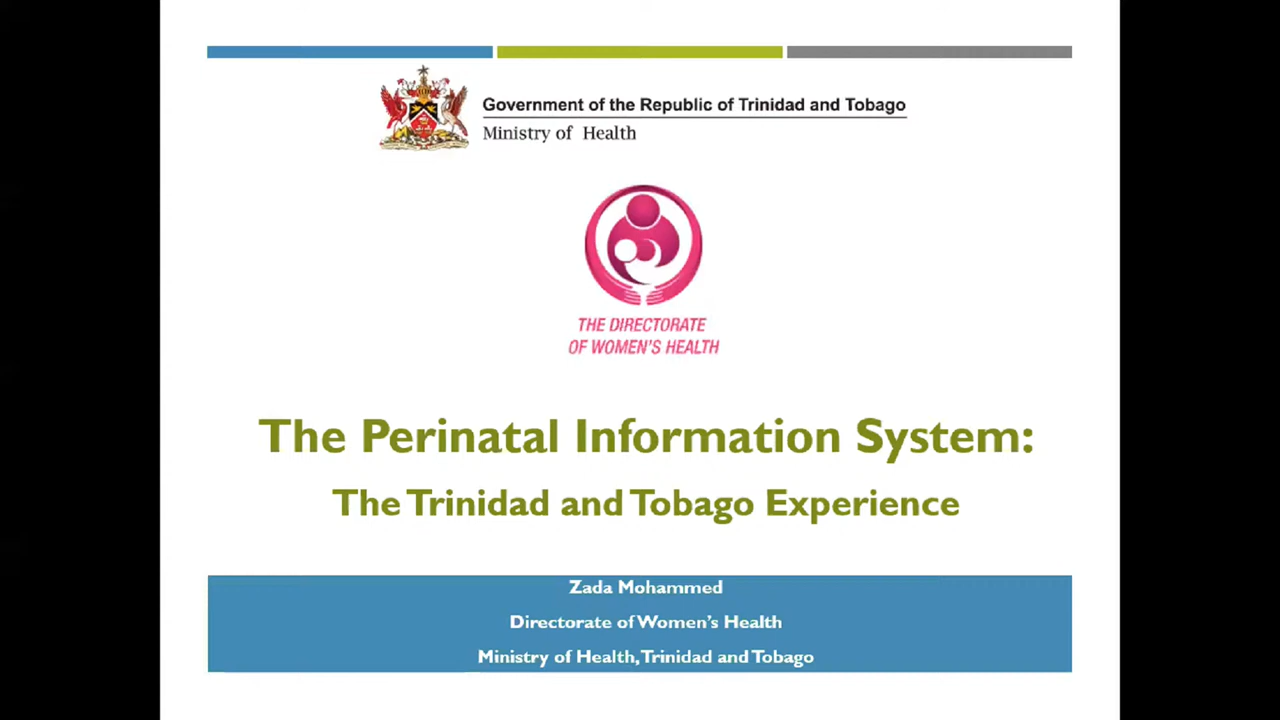 Government of the Republic of Trinidad and Tobago
Ministry of Health
THE DIRECTORATE
OF WOMEN'S HEALTH
The Perinatal Information System:
The Trinidad and Tobago Experience
Zada Mohammed
Directorate of Women's Health
Ministry of Health, Trinidad and Tobago